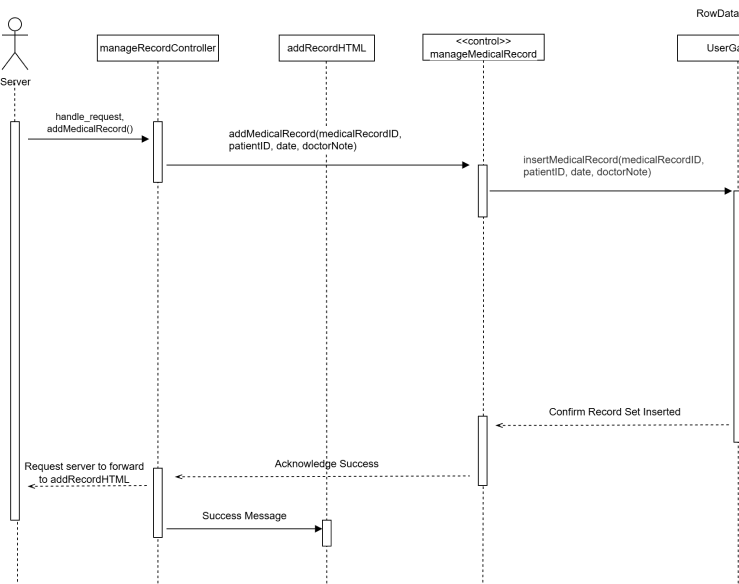 RowData
manageRecordController
addRecordHTML
<<control>>
manageMedicalRecord
UserGa
Server
handle_request,
addMedicalRecord()
addMedicalRecord(medicalRecordID,
patientID, date, doctorNote)
insertMedicalRecord(medicalRecordID,
patientID, date, doctorNote)
Confirm Record Set Inserted
Acknowledge Success
Request server to forward
to addRecordHTML
Success Message